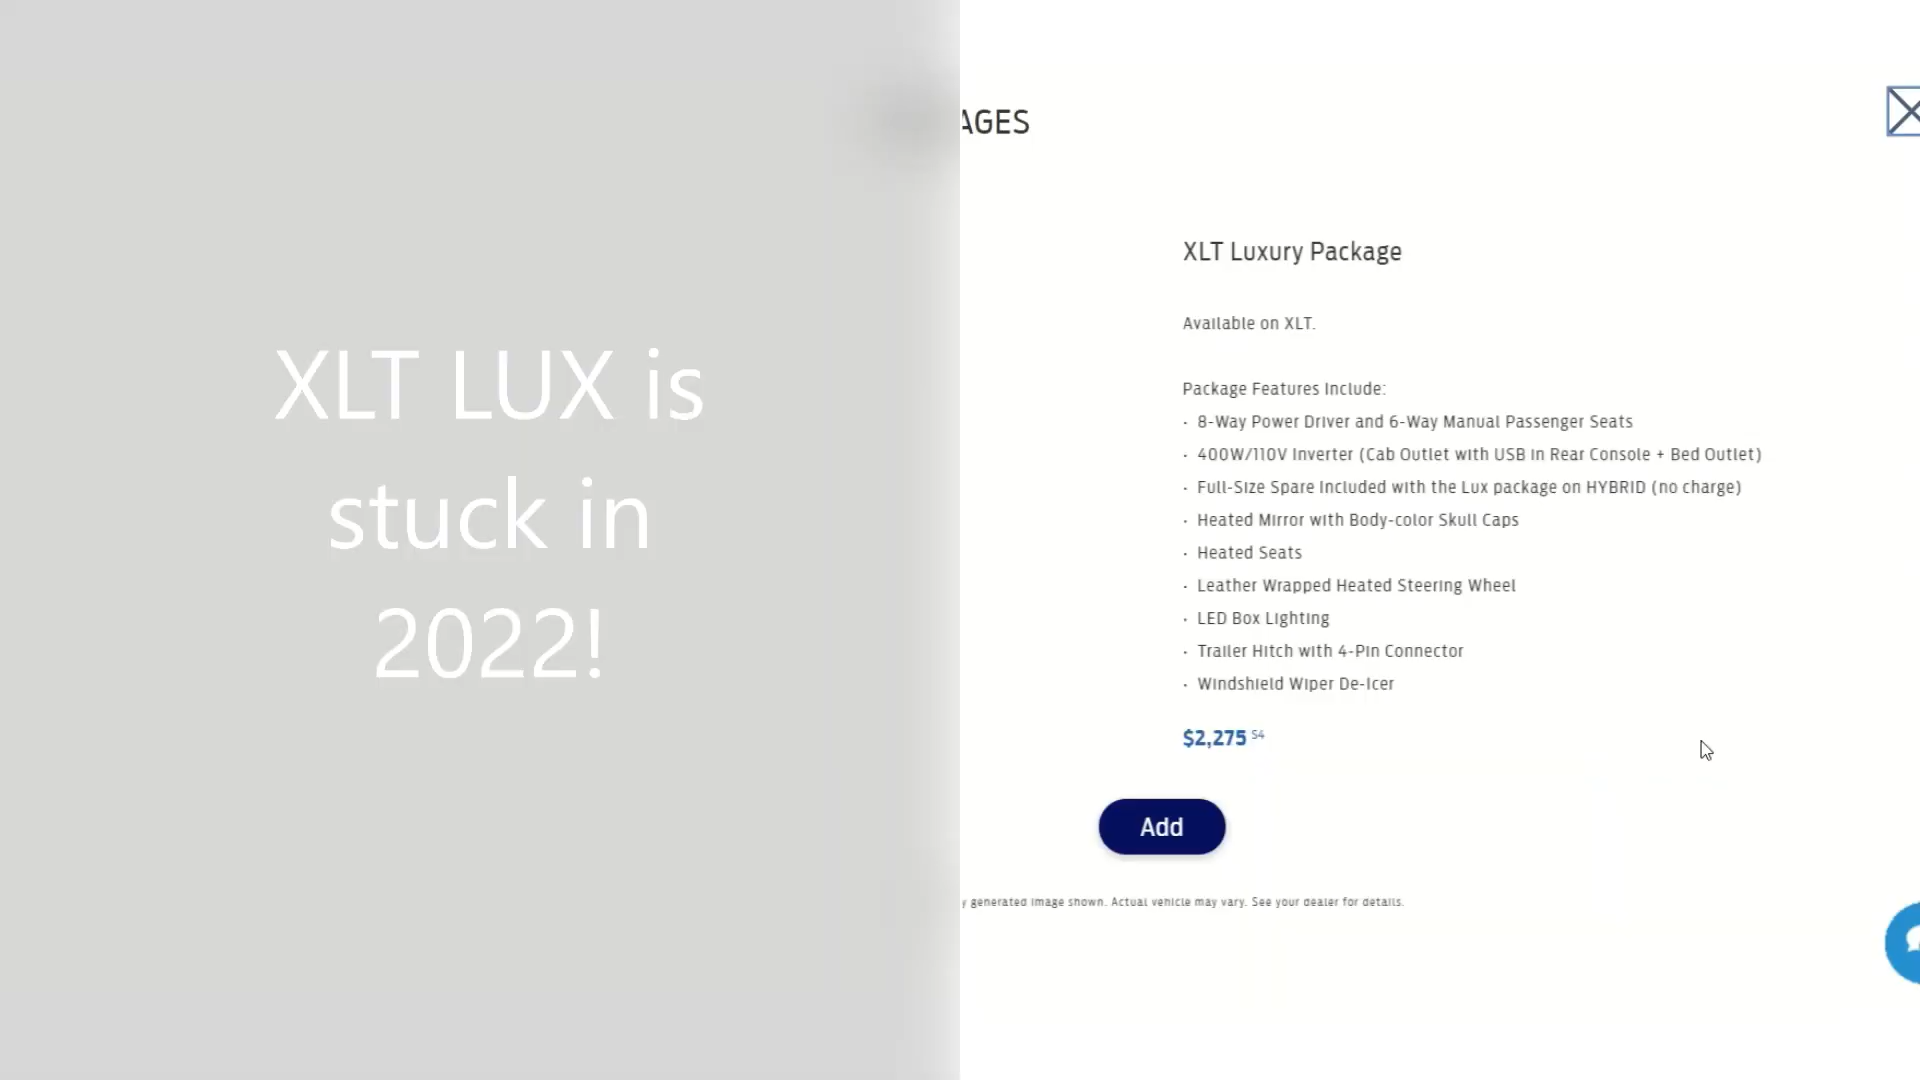 XLT LUX is
stuck in
2022!
AGES
XLT Luxury Package
Available on XLT.
Package Features Include:
· 8-Way Power Driver and 6-Way Manual Passenger Seats
· 400W/110V Inverter (Cab Outlet with USB in Rear Console + Bed Outlet)
· Full-Size Spare Included with the Lux package on HYBRID (no charge)
· Heated Mirror with Body-color Skull Caps
· Heated Seats
· Leather Wrapped Heated Steering Wheel
· LED Box Lighting
· Trailer Hitch with 4-Pin Connector
· Windshield Wiper De-Icer
$2,275 S4
Add
y generated image shown. Actual vehicle may vary. See your dealer for details.